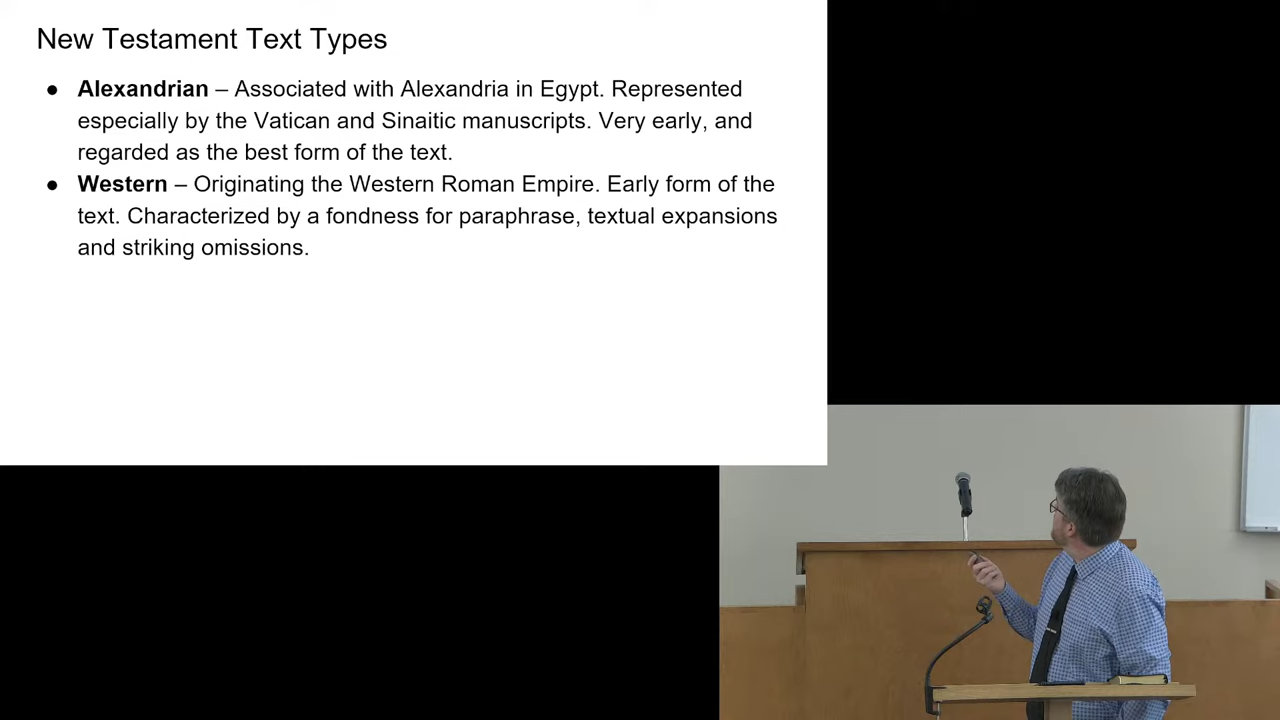 New Testament Text Types
● Alexandrian – Associated with Alexandria in Egypt. Represented
especially by the Vatican and Sinaitic manuscripts. Very early, and
regarded as the best form of the text.
● Western – Originating the Western Roman Empire. Early form of the
text. Characterized by a fondness for paraphrase, textual expansions
and striking omissions.